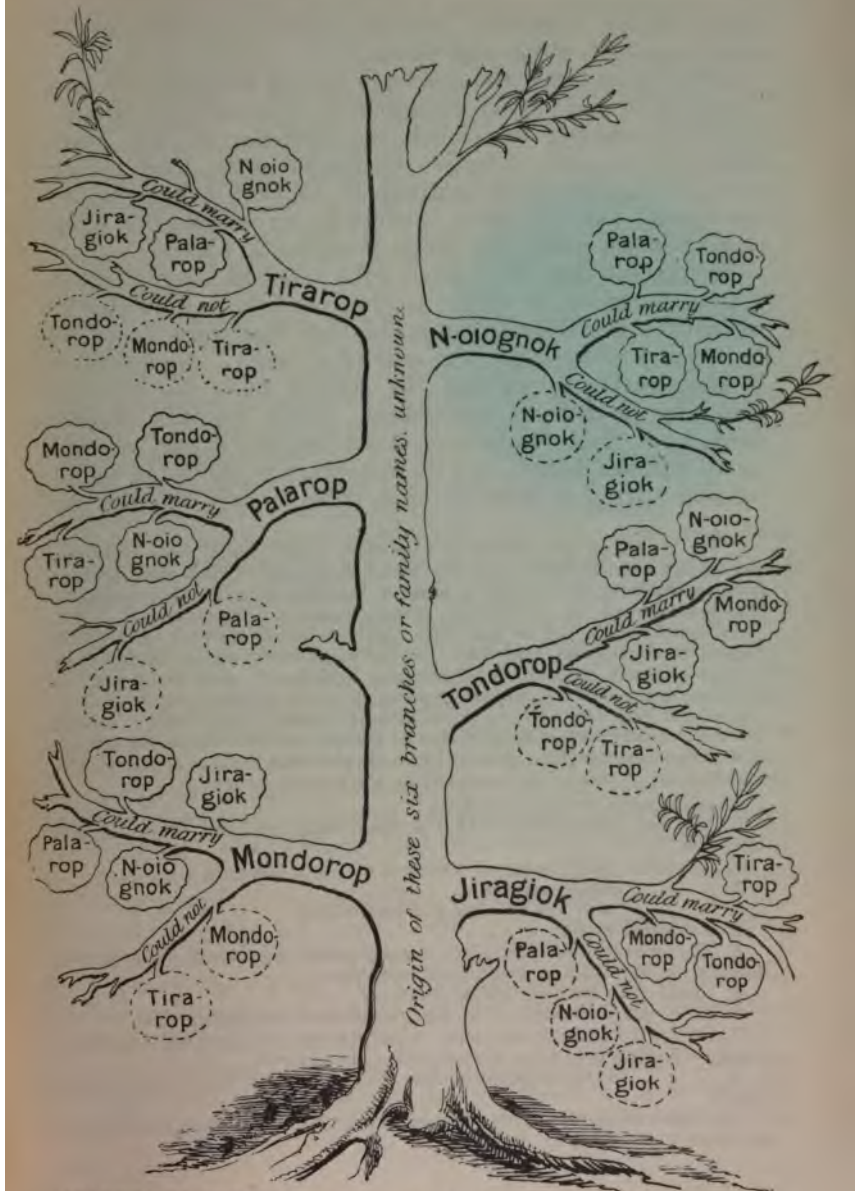 N oio
gnok
Could marry
Jira-
giok
Pala-
rop
Tirarop
Could not
Tondo-
rop
Mondo
rop
Tira-
rop
Pala-
rop
Tondo-
rop
Could marry
N-oiognok
Tira-
rop
Mondo-
rop
Could not
N-oio-
gnok
Jira-
giok
Mondo-
rop
Tondo-
rop
Could marry
Palarop
Tira-
rop
N-oio
gnok
Could not
Pala-
rop
Jira-
giok
N-oio-
gnok
Pala-
rop
Could marry
Mondo-
rop
Jira-
giok
Tondorop
Could not
Tondo-
rop
Tira-
rop
Tondo-
rop
Jira-
giok
Could marry
Pala-
rop
N-oio
gnok
Mondorop
Could not
Mondo-
rop
Tira-
rop
Tira-
rop
Jiragiok
Could marry
Mondo-
rop
Tondo-
rop
Could not
Pala-
rop
N-oio-
gnok
Jira-
giok
Origin of these six branches or family names. unknown.